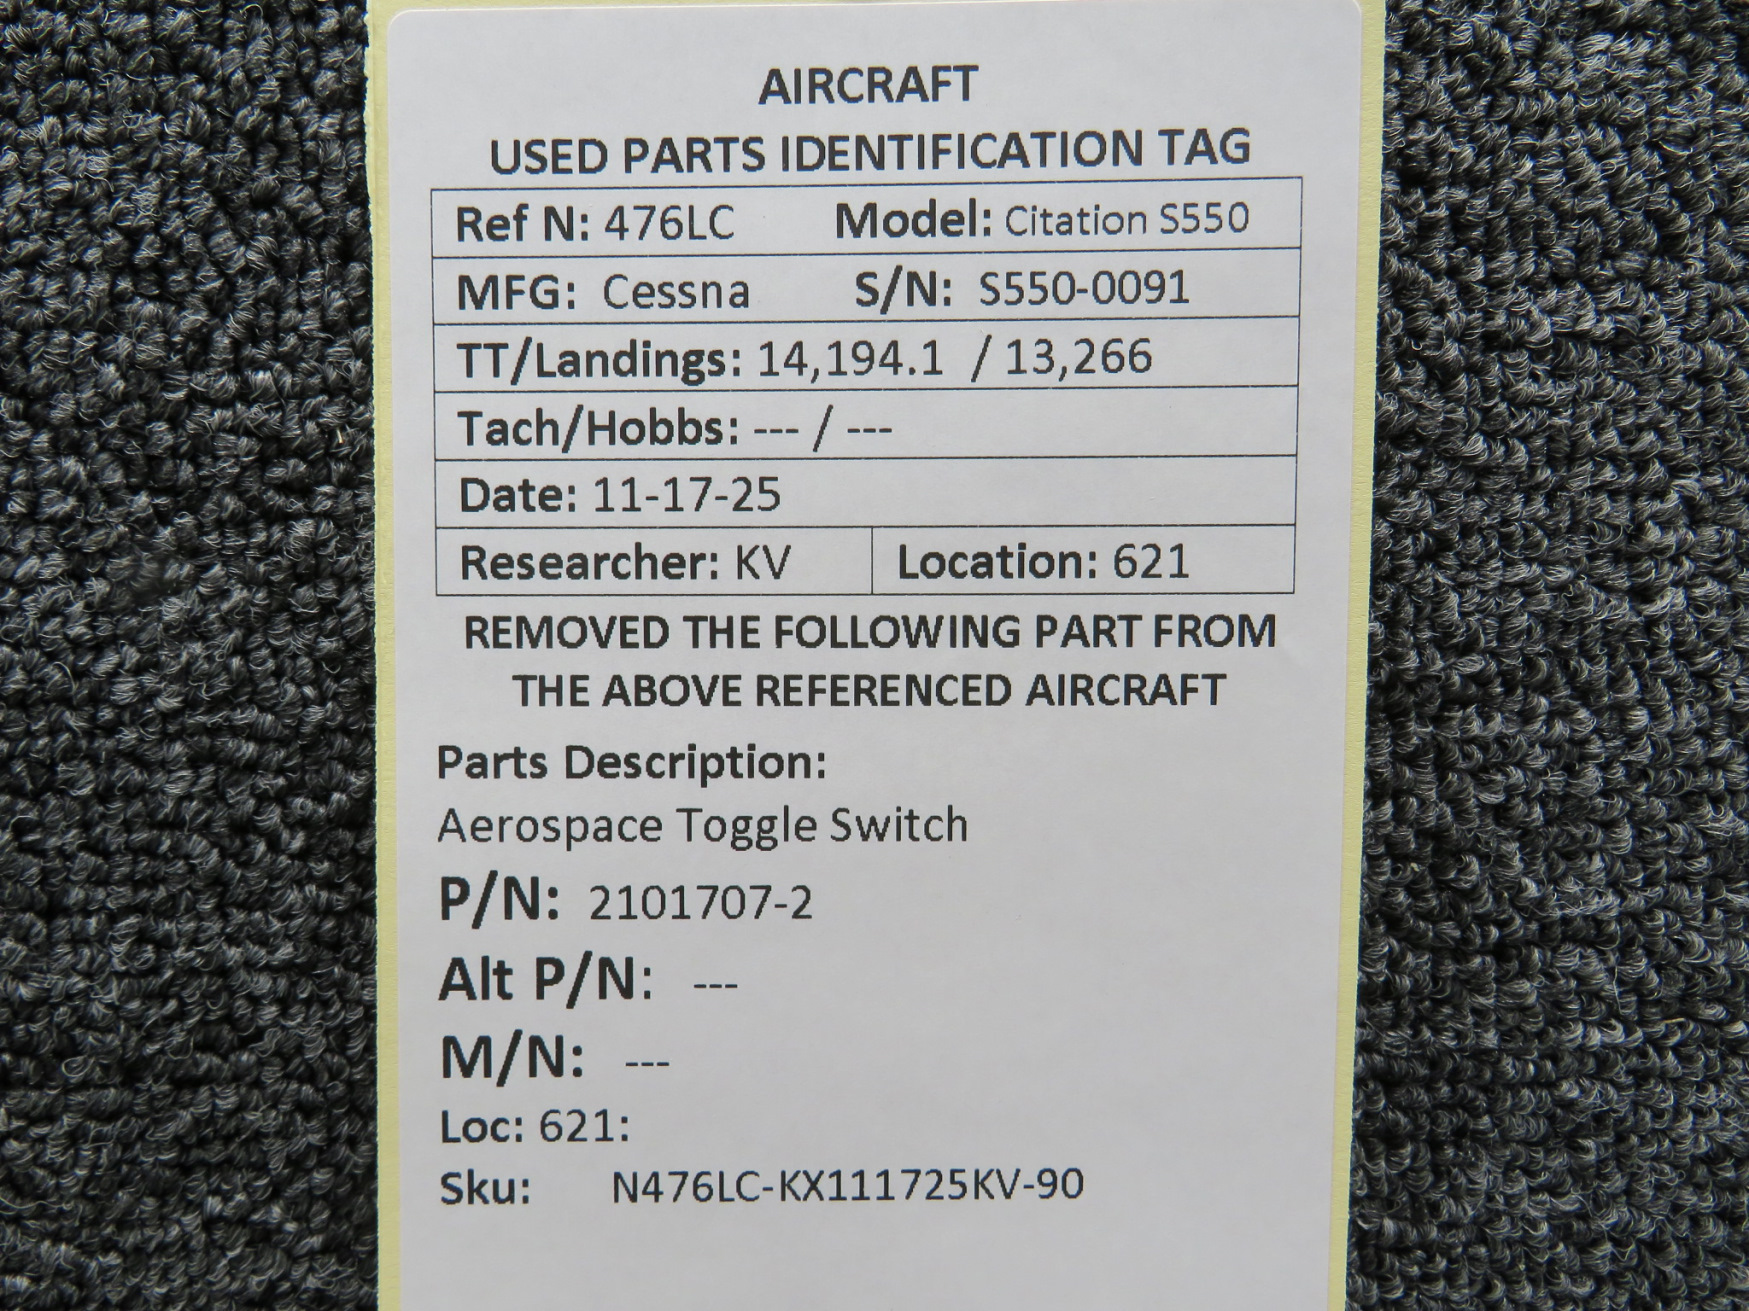 AIRCRAFT
USED PARTS IDENTIFICATION TAG
Ref N: 476LC Model: Citation S550
MFG: Cessna S/N: S550-0091
TT/Landings: 14,194.1 / 13,266
Tach/Hobbs: --- / ---
Date: 11-17-25
Researcher: KV Location: 621
REMOVED THE FOLLOWING PART FROM
THE ABOVE REFERENCED AIRCRAFT
Parts Description:
Aerospace Toggle Switch
P/N: 2101707-2
Alt P/N: ---
M/N: ---
Loc: 621:
Sku: N476LC-KX111725KV-90